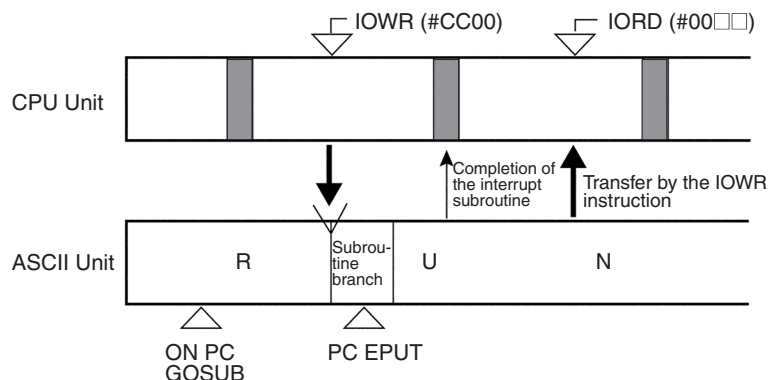 IOWR (#CC00)
IORD (#00□□)
CPU Unit
Completion of
the interrupt
subroutine
Transfer by the IOWR
instruction
ASCII Unit
R
Subrou-
tine
branch
U
N
ON PC
GOSUB
PC EPUT